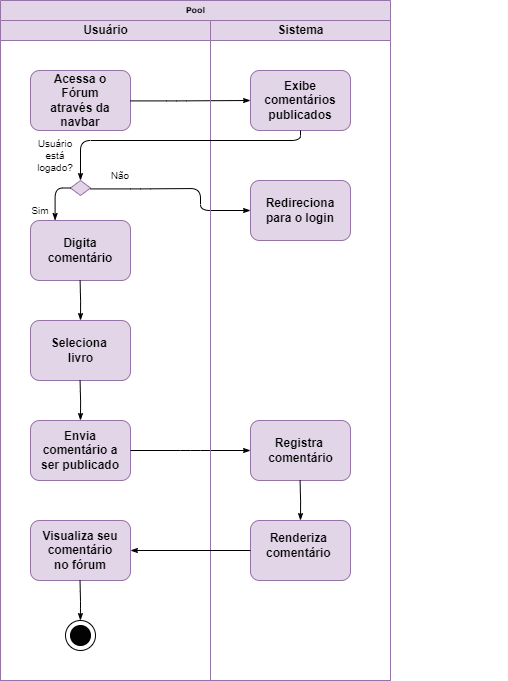 Pool
Usuário
Sistema
Acessa o
Fórum
através da
navbar
Exibe
comentários
publicados
Usuário
está
logado?
Não
Sim
Redireciona
para o login
Digita
comentário
Seleciona
livro
Envia
comentário a
ser publicado
Registra
comentário
Visualiza seu
comentário
no fórum
Renderiza
comentário